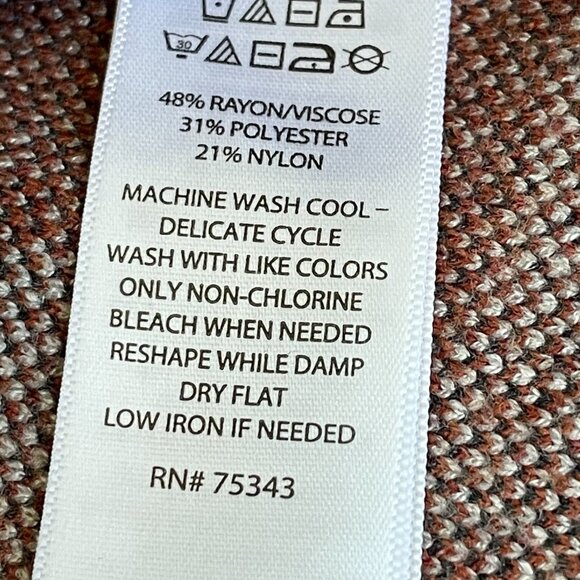 30
48% RAYON/VISCOSE
31% POLYESTER
21% NYLON
MACHINE WASH COOL –
DELICATE CYCLE
WASH WITH LIKE COLORS
ONLY NON-CHLORINE
BLEACH WHEN NEEDED
RESHAPE WHILE DAMP
DRY FLAT
LOW IRON IF NEEDED
RN# 75343